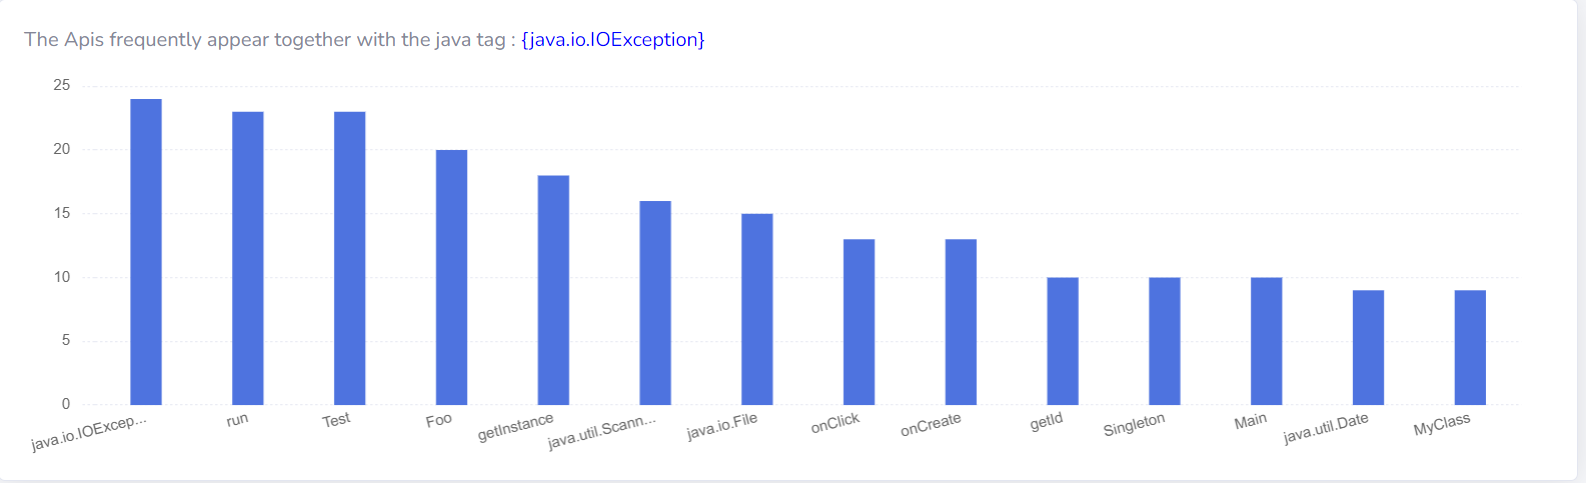 The Apis frequently appear together with the java tag : {java.io.IOException}
25
20
15
10
5
0
java.io.IOExcep...
run
Test
Foo
getInstance
java.util.Scann...
java.io.File
onClick
onCreate
getId
Singleton
Main
java.util.Date
MyClass